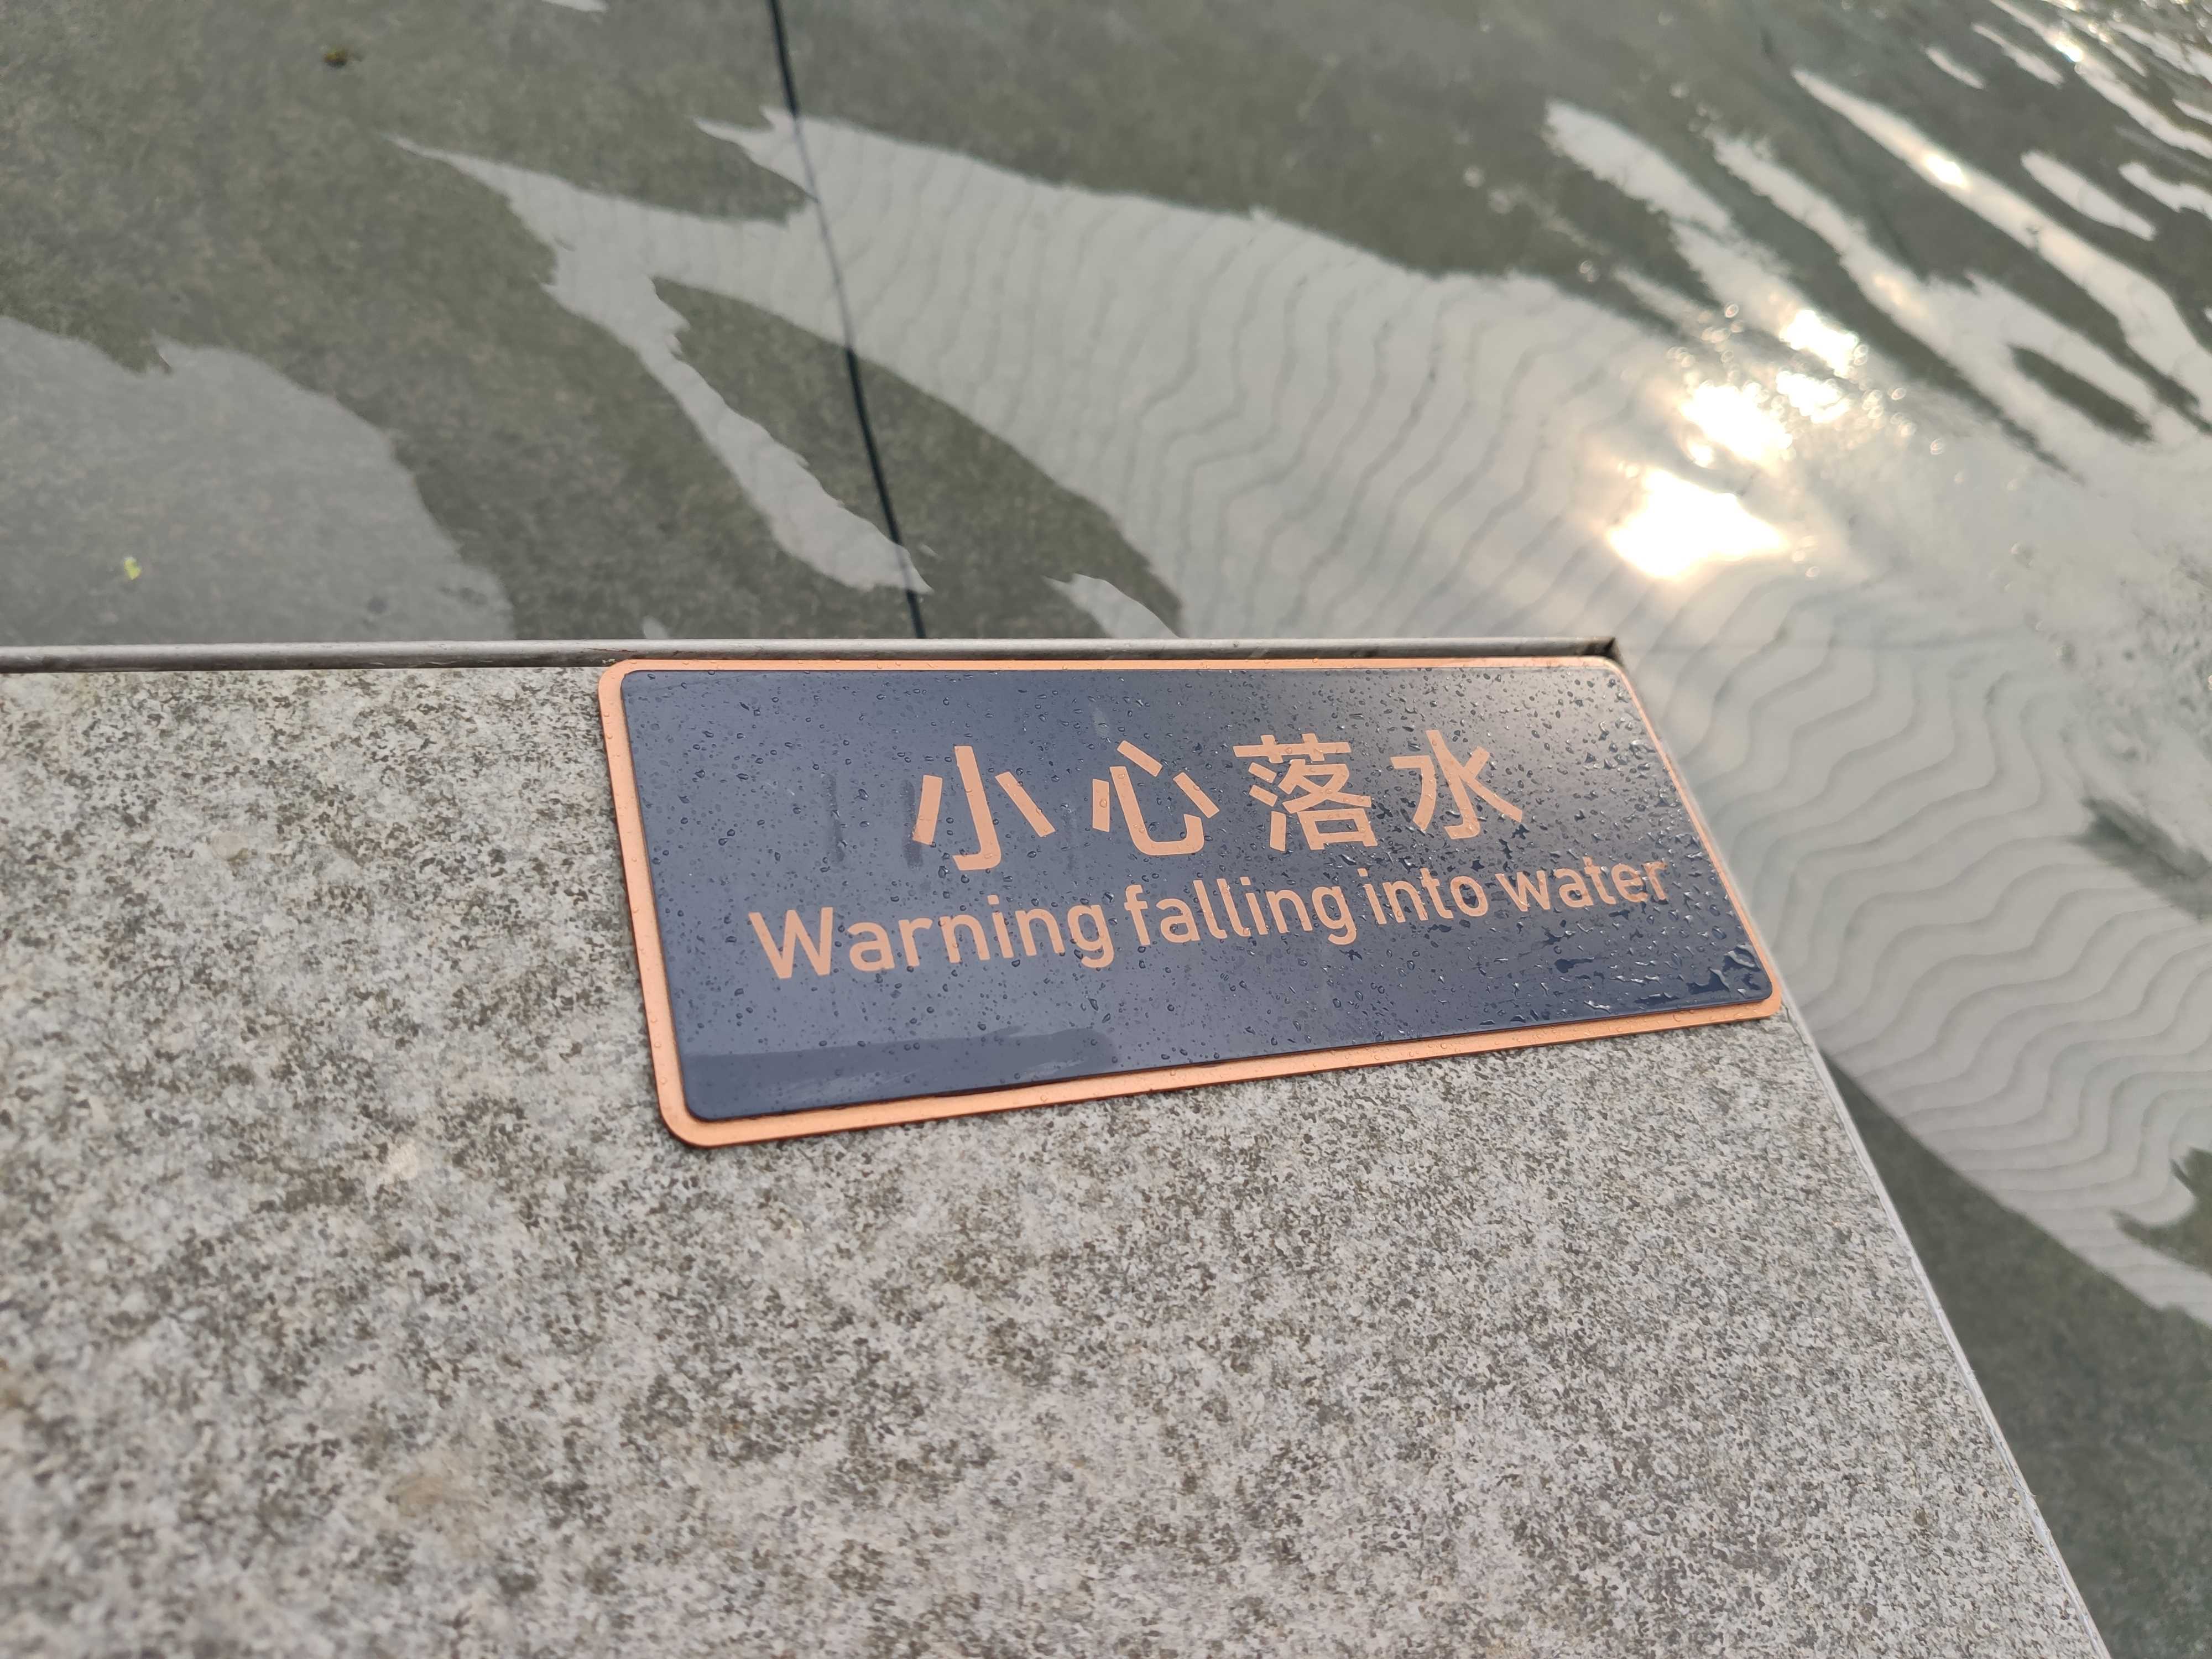 小心落水
Warning falling into water